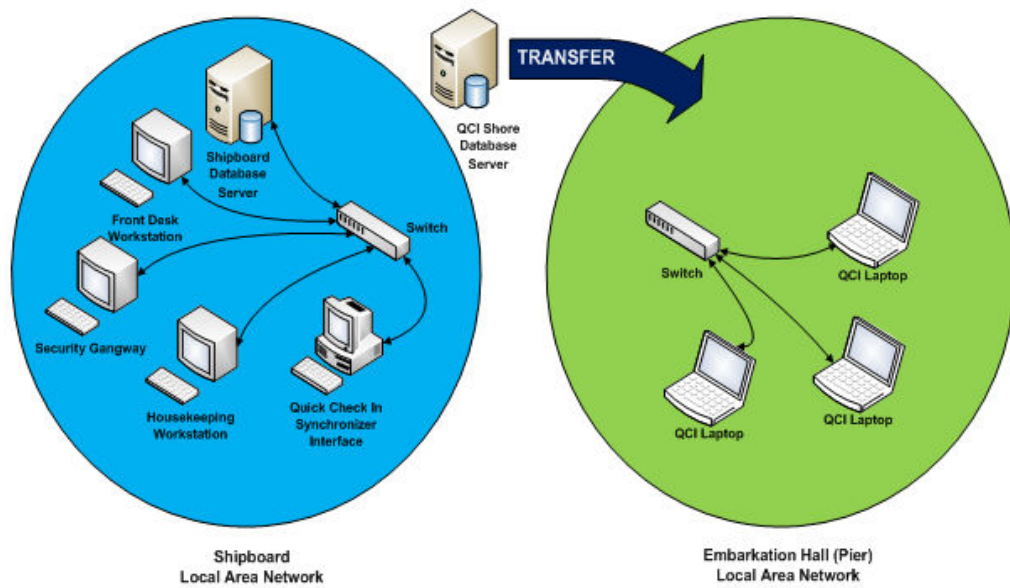 TRANSFER
QCI Shore
Database
Server
Shipboard
Database
Server
Front Desk
Workstation
Switch
Security Gangway
Housekeeping
Workstation
Quick Check In
Synchronizer
Interface
Switch
QCI Laptop
QCI Laptop
QCI Laptop
Shipboard
Local Area Network
Embarkation Hall (Pier)
Local Area Network